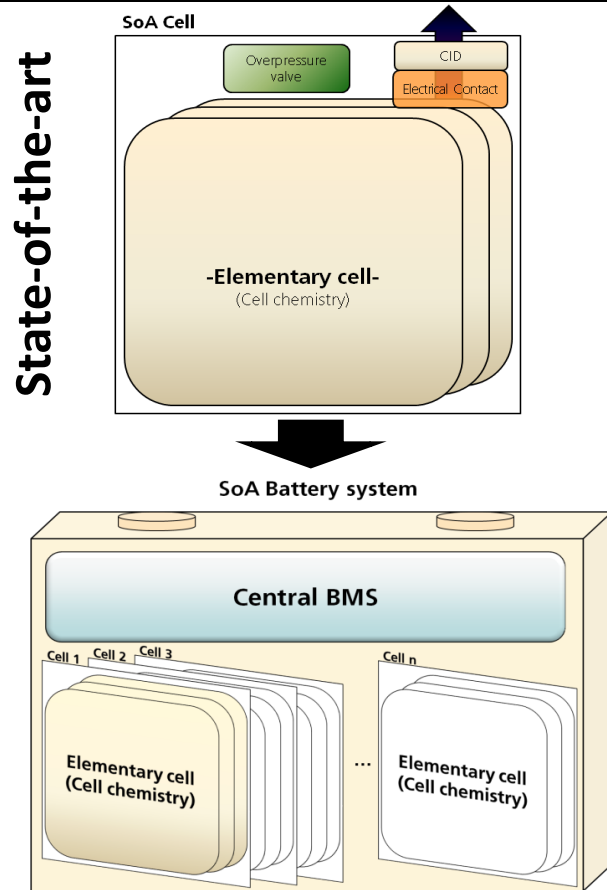 State-of-the-art
SoA Cell
Overpressure
valve
CID
Electrical Contact
-Elementary cell-
(Cell chemistry)
SoA Battery system
Central BMS
Cell 1
Cell 2
Cell 3
Cell n
Elementary cell
(Cell chemistry)
...
Elementary cell
(Cell chemistry)